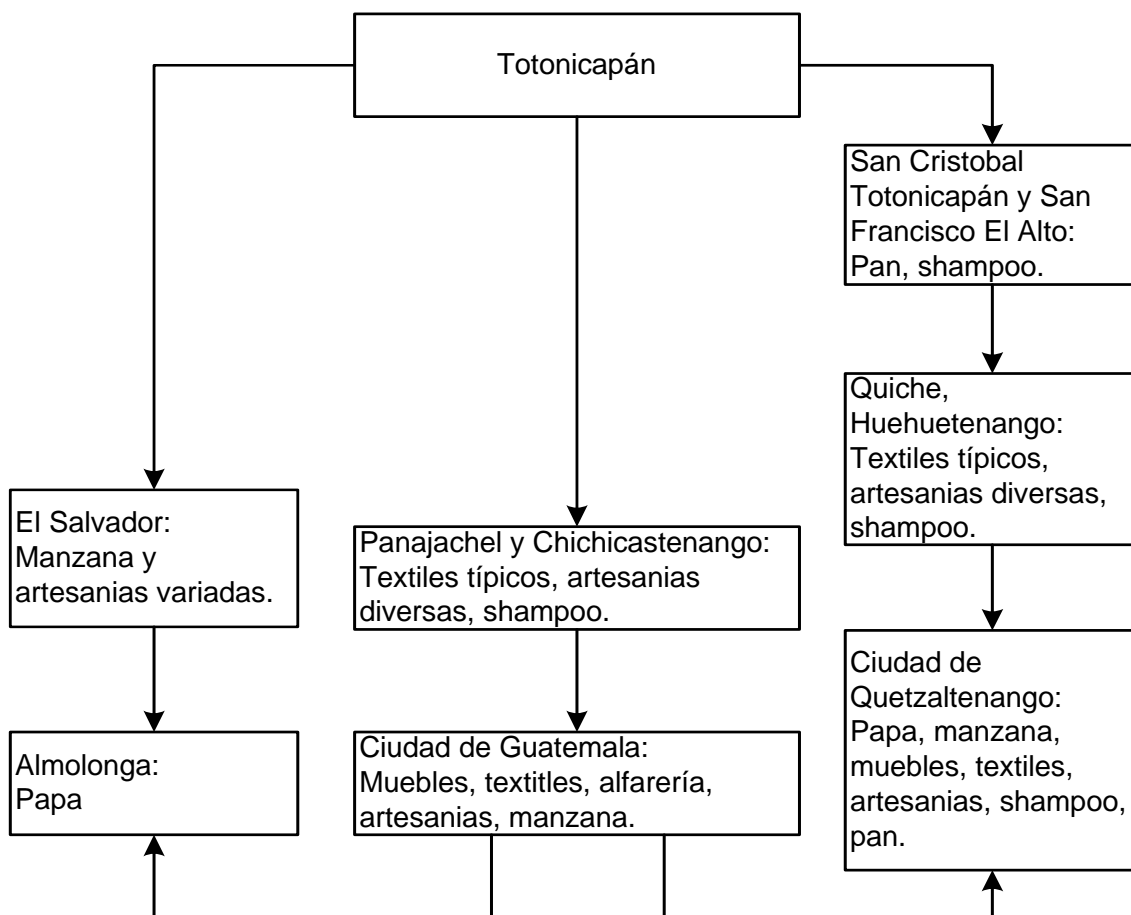 Totonicapán
San Cristobal
Totonicapán y San
Francisco El Alto:
Pan, shampoo.
Quiche,
Huehuetenango:
Textiles típicos,
artesanias diversas,
shampoo.
El Salvador:
Manzana y
artesanias variadas.
Panajachel y Chichicastenango:
Textiles típicos, artesanias
diversas, shampoo.
Ciudad de
Quetzaltenango:
Papa, manzana,
muebles, textiles,
artesanias, shampoo,
pan.
Almolonga:
Papa
Ciudad de Guatemala:
Muebles, textitles, alfarería,
artesanias, manzana.